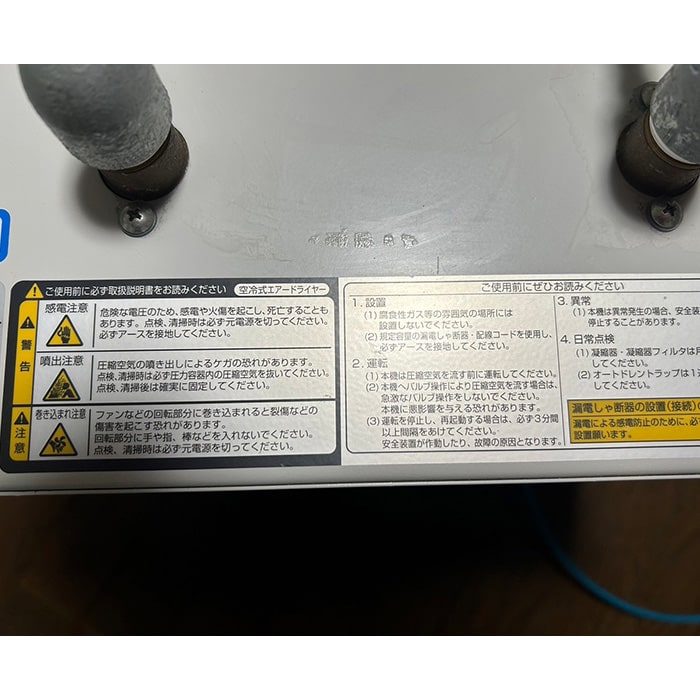 ご使用前に必ず取扱説明書をお読みください 空冷式エアードライヤー
警告
感電注意
危険な電圧のため、感電や火傷を起こし、死亡することも
あります。点検、清掃時は必ず元電源を切ってください。
必ずアースを接地してください。
噴出注意
圧縮空気の噴き出しによるケガの恐れがあります。
点検、清掃時は必ず圧力容器内の圧縮空気を抜いてください。
点検、清掃後は確実に固定してください。
注意
巻き込まれ注意
ファンなどの回転部分に巻き込まれると裂傷などの
傷害を起こす恐れがあります。
回転部分に手や指、棒などを入れないでください。
点検、清掃時は必ず元電源を切ってください。
ご使用前にぜひお読みください
1. 設置
(1) 腐食性ガス等の雰囲気の場所には
設置しないでください。
(2) 規定容量の漏電しゃ断器・配線コードを使用し、
必ずアースを接地してください。
2. 運転
(1) 本機は圧縮空気を流す前に運転してください。
(2) 本機へバルブ操作により圧縮空気を流す場合は、
急激なバルブ操作をしないでください。
本機に悪影響を与える恐れがあります。
(3) 運転を停止し、再起動する場合は、必ず3分間
以上間隔をあけてください。
安全装置が作動したり、故障の原因となります。
3. 異常
(1) 本機は異常発生の場合、安全装
停止することがあります。
4. 日常点検
(1) 凝縮器・凝縮器フィルタは月
してください。
(2) オートドレントラップは1週
してください。
漏電しゃ断器の設置(接続)
漏電による感電防止のために、必
設置願います。